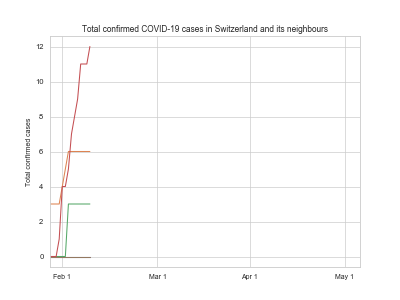 Total confirmed COVID-19 cases in Switzerland and its neighbours
Total confirmed cases
12
10
8
6
4
2
0
Feb 1
Mar 1
Apr 1
May 1